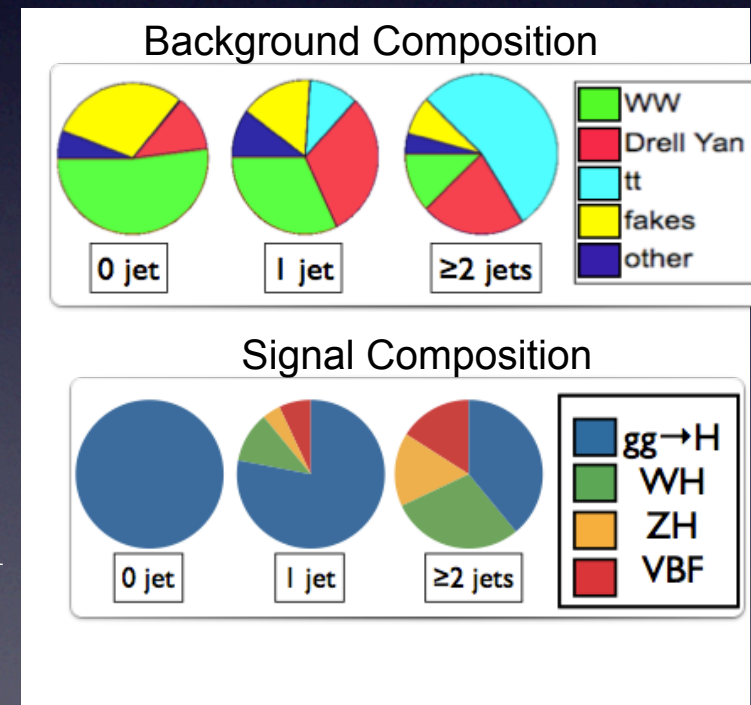 Background Composition
WW
Drell Yan
tt
fakes
other
0 jet
1 jet
≥2 jets
Signal Composition
gg→H
WH
ZH
VBF
0 jet
1 jet
≥2 jets